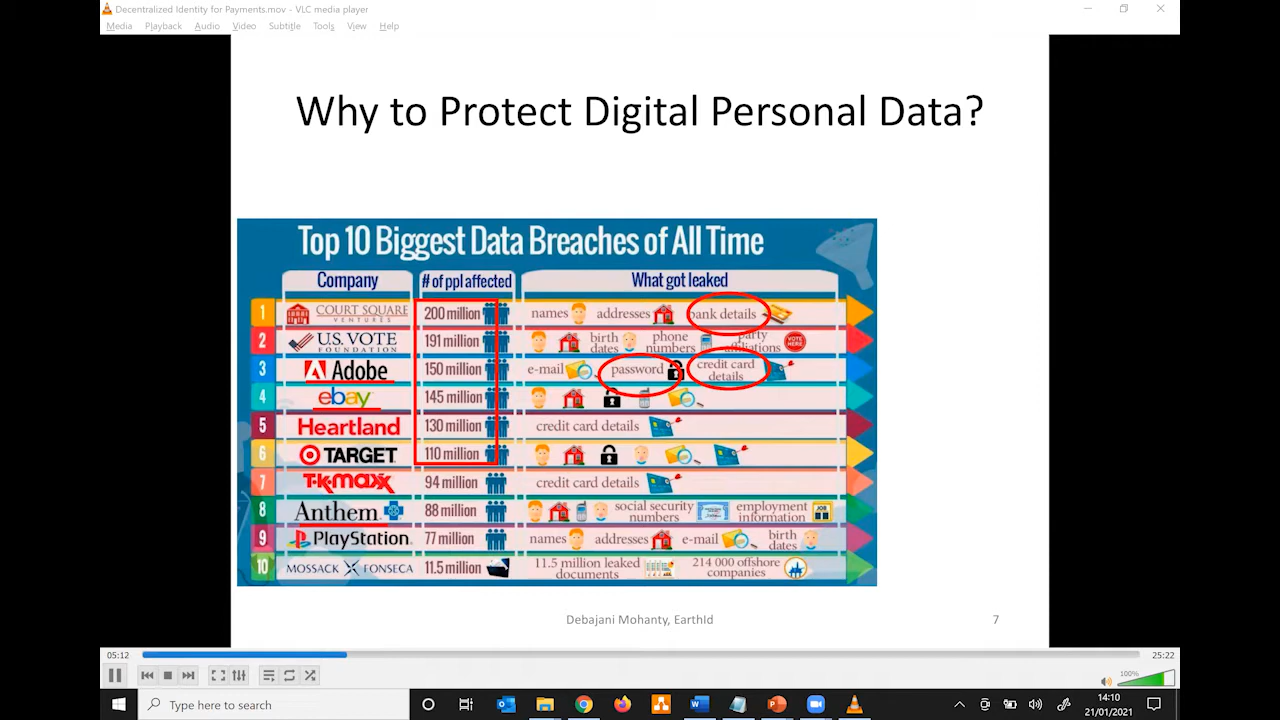 Decentralized Identity for Payments.mov - VLC media player
Media Playback Audio Video Subtitle Tools View Help
Why to Protect Digital Personal Data?
Top 10 Biggest Data Breaches of All Time
Company # of ppl affected What got leaked
1 COURT SQUARE VENTURES 200 million names addresses bank details
2 U.S. VOTE FOUNDATION 191 million birth dates phone numbers party affiliations VOTE HERE
3 Adobe 150 million e-mail password credit card details
4 ebay 145 million
5 Heartland 130 million credit card details
6 TARGET 110 million
7 T·K·maxx 94 million credit card details
8 Anthem 88 million social security numbers employment information JOB
9 PlayStation 77 million names addresses e-mail birth dates
10 MOSSACK FONSECA 11.5 million 11.5 million leaked documents 214 000 offshore companies
Debajani Mohanty, EarthId 7
05:12 25:22
100%
Type here to search
14:10
21/01/2021